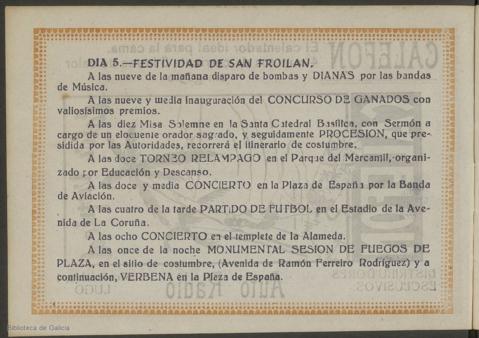 DIA 5.—FESTIVIDAD DE SAN FROILAN.
A las nueve de la mañana disparo de bombas y DIANAS por las bandas
de Música.
A las nueve y media inauguración del CONCURSO DE GANADOS con
valiosísimos premios.
A las diez Misa Solemne en la Santa Catedral Basílica, con Sermón a
cargo de un elocuente orador sagrado, y seguidamente PROCESION, que pre-
sidida por las Autoridades, recorrerá el itinerario de costumbre.
A las doce TORNEO RELAMPAGO en el Parque del Mercantil, organi-
zado por Educación y Descanso.
A las doce y media CONCIERTO en la Plaza de España por la Banda
de Aviación.
A las cuatro de la tarde PARTIDO DE FUTBOL en el Estadio de la Ave-
nida de La Coruña.
A las ocho CONCIERTO en el templete de la Alameda.
A las once de la noche MONUMENTAL SESION DE FUEGOS DE
PLAZA, en el sitio de costumbre, (Avenida de Ramón Ferreiro Rodríguez) y a
continuación, VERBENA en la Plaza de España.
Biblioteca de Galicia